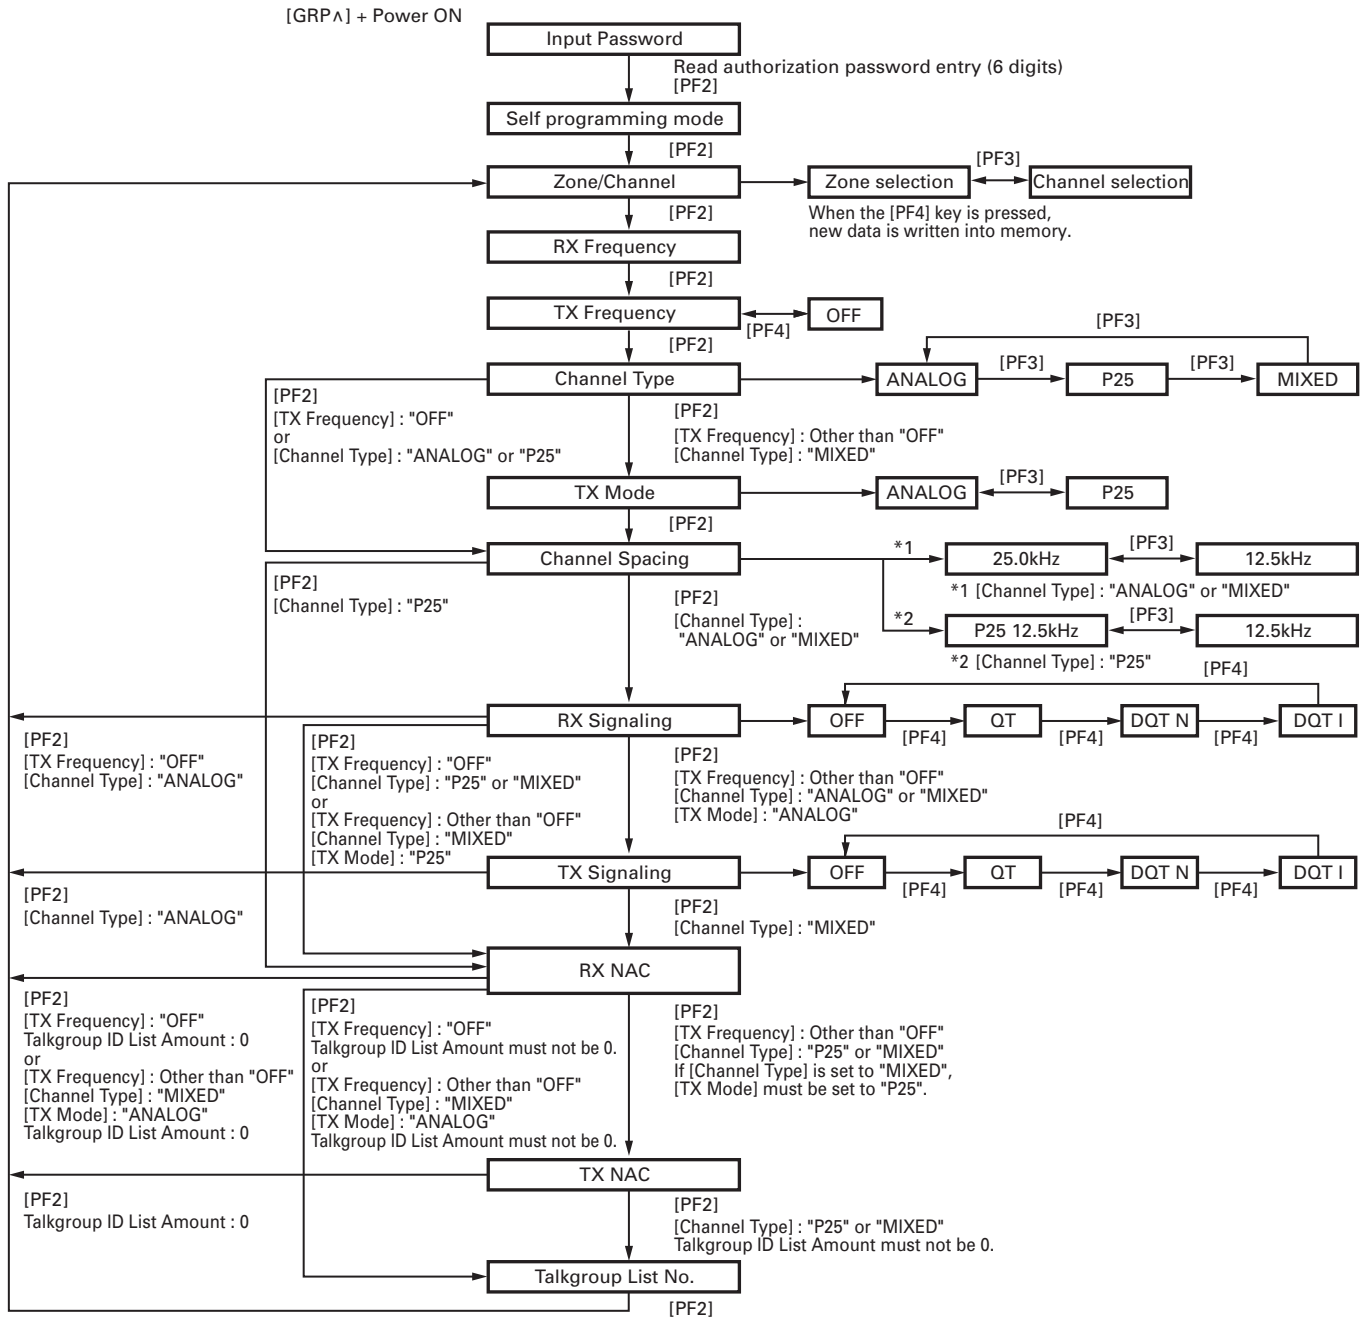 [GRP∧] + Power ON
Input Password
Read authorization password entry (6 digits)
[PF2]
Self programming mode
[PF2]
Zone/Channel
Zone selection
[PF3]
Channel selection
When the [PF4] key is pressed,
new data is written into memory.
[PF2]
RX Frequency
[PF2]
TX Frequency
[PF4]
OFF
[PF2]
Channel Type
ANALOG
[PF3]
P25
[PF3]
MIXED
[PF3]
[PF2]
[TX Frequency] : "OFF"
or
[Channel Type] : "ANALOG" or "P25"
[PF2]
[TX Frequency] : Other than "OFF"
[Channel Type] : "MIXED"
TX Mode
ANALOG
[PF3]
P25
[PF2]
Channel Spacing
*1
25.0kHz
[PF3]
12.5kHz
*1 [Channel Type] : "ANALOG" or "MIXED"
*2
P25 12.5kHz
[PF3]
12.5kHz
*2 [Channel Type] : "P25"
[PF2]
[Channel Type] : "P25"
[PF2]
[Channel Type] :
"ANALOG" or "MIXED"
RX Signaling
OFF
[PF4]
QT
[PF4]
DQT N
[PF4]
DQT I
[PF4]
[PF2]
[TX Frequency] : "OFF"
[Channel Type] : "ANALOG"
[PF2]
[TX Frequency] : "OFF"
[Channel Type] : "P25" or "MIXED"
or
[TX Frequency] : Other than "OFF"
[Channel Type] : "MIXED"
[TX Mode] : "P25"
[PF2]
[TX Frequency] : Other than "OFF"
[Channel Type] : "ANALOG" or "MIXED"
[TX Mode] : "ANALOG"
TX Signaling
OFF
[PF4]
QT
[PF4]
DQT N
[PF4]
DQT I
[PF4]
[PF2]
[Channel Type] : "ANALOG"
[PF2]
[Channel Type] : "MIXED"
RX NAC
[PF2]
[TX Frequency] : "OFF"
Talkgroup ID List Amount : 0
or
[TX Frequency] : Other than "OFF"
[Channel Type] : "MIXED"
[TX Mode] : "ANALOG"
Talkgroup ID List Amount : 0
[PF2]
[TX Frequency] : "OFF"
Talkgroup ID List Amount must not be 0.
or
[TX Frequency] : Other than "OFF"
[Channel Type] : "MIXED"
[TX Mode] : "ANALOG"
Talkgroup ID List Amount must not be 0.
[PF2]
[TX Frequency] : Other than "OFF"
[Channel Type] : "P25" or "MIXED"
If [Channel Type] is set to "MIXED",
[TX Mode] must be set to "P25".
TX NAC
[PF2]
Talkgroup ID List Amount : 0
[PF2]
[Channel Type] : "P25" or "MIXED"
Talkgroup ID List Amount must not be 0.
Talkgroup List No.
[PF2]